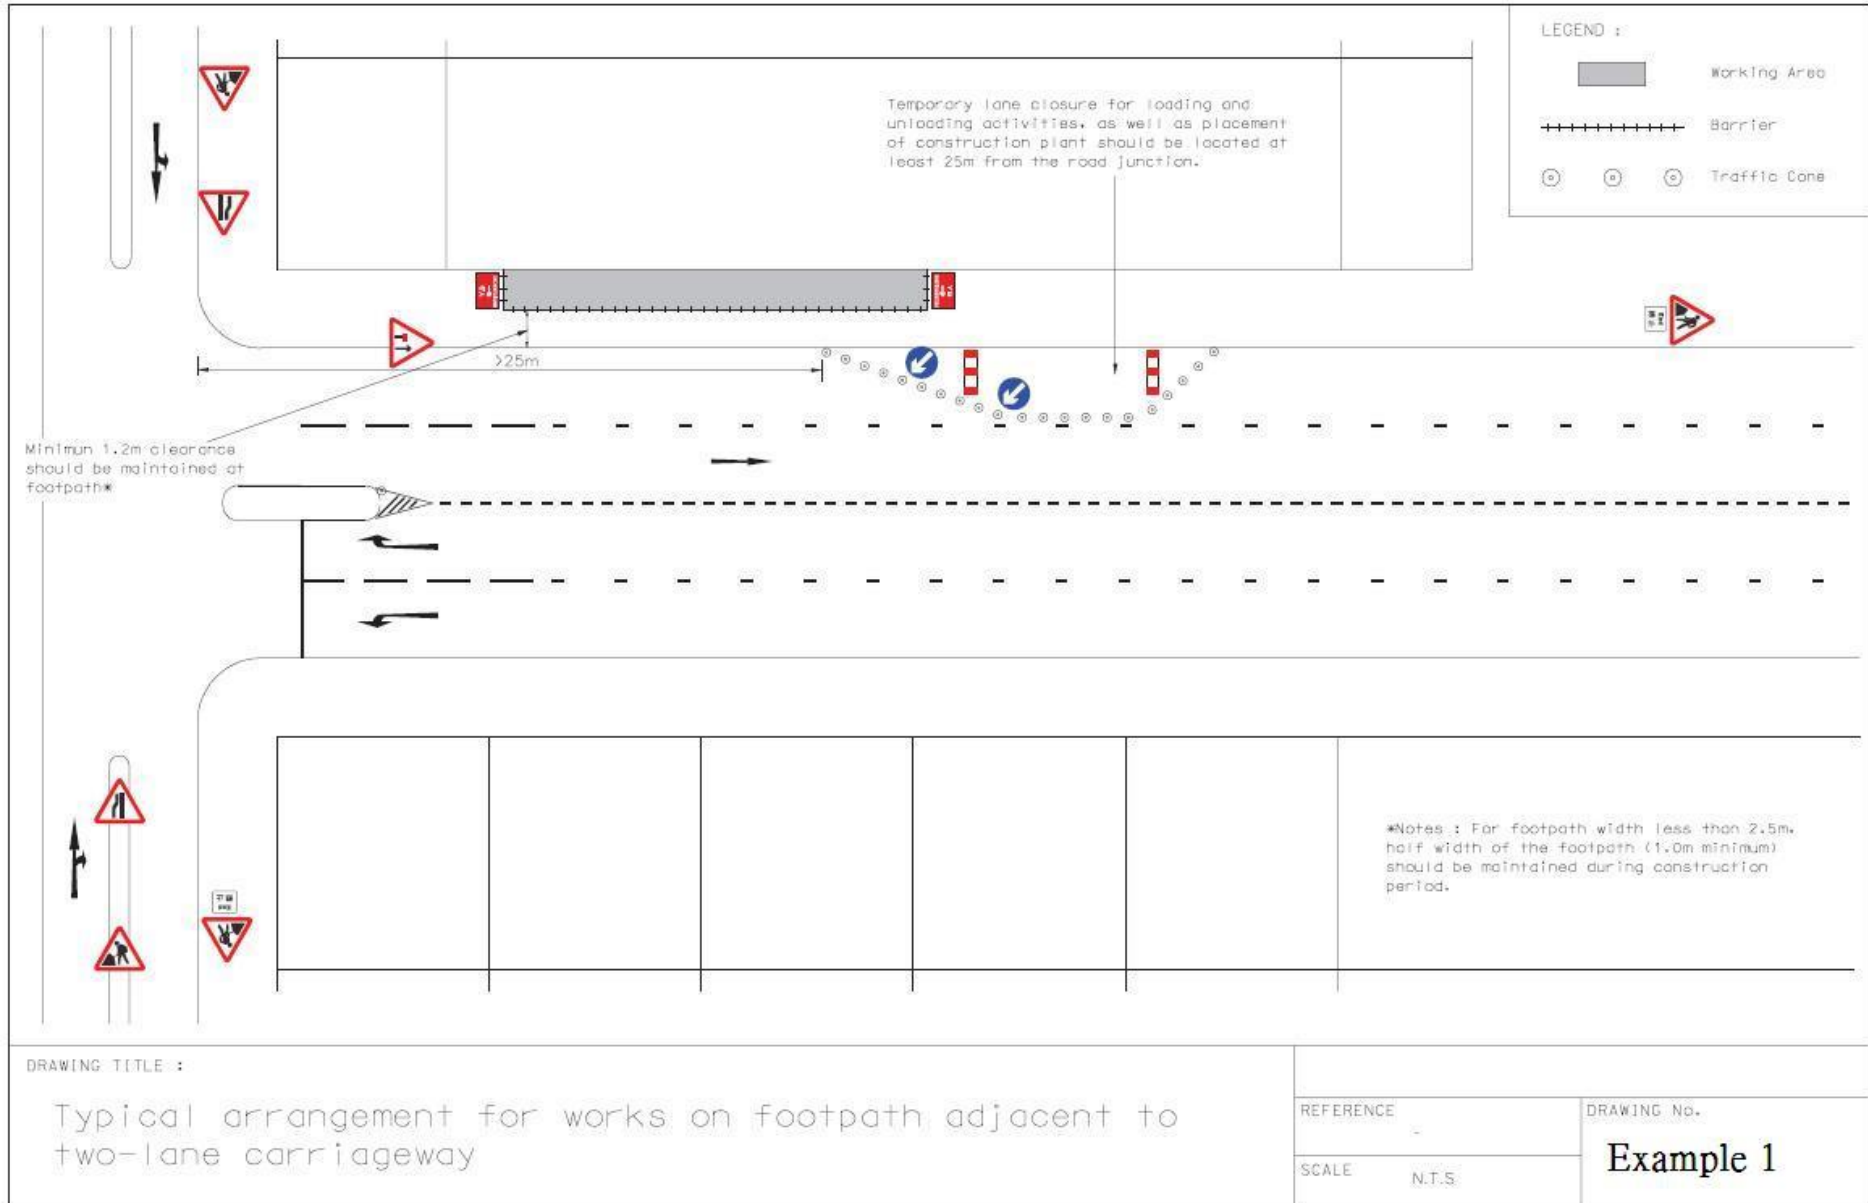 LEGEND :
Working Area
Barrier
Traffic Cone
Temporary lane closure for loading and
unloading activities, as well as placement
of construction plant should be located at
least 25m from the road junction.
>25m
Minimun 1.2m clearance
should be maintained at
footpath*
*Notes : For footpath width less than 2.5m,
half width of the footpath (1.0m minimum)
should be maintained during construction
period.
DRAWING TITLE :
Typical arrangement for works on footpath adjacent to
two-lane carriageway
REFERENCE
-
SCALE N.T.S
DRAWING No.
Example 1